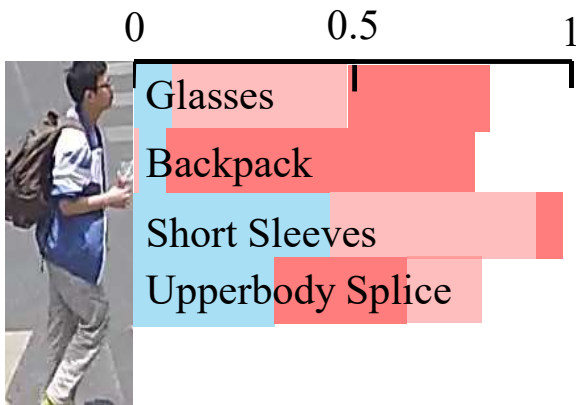 0 0.5 1
Glasses
Backpack
Short Sleeves
Upperbody Splice